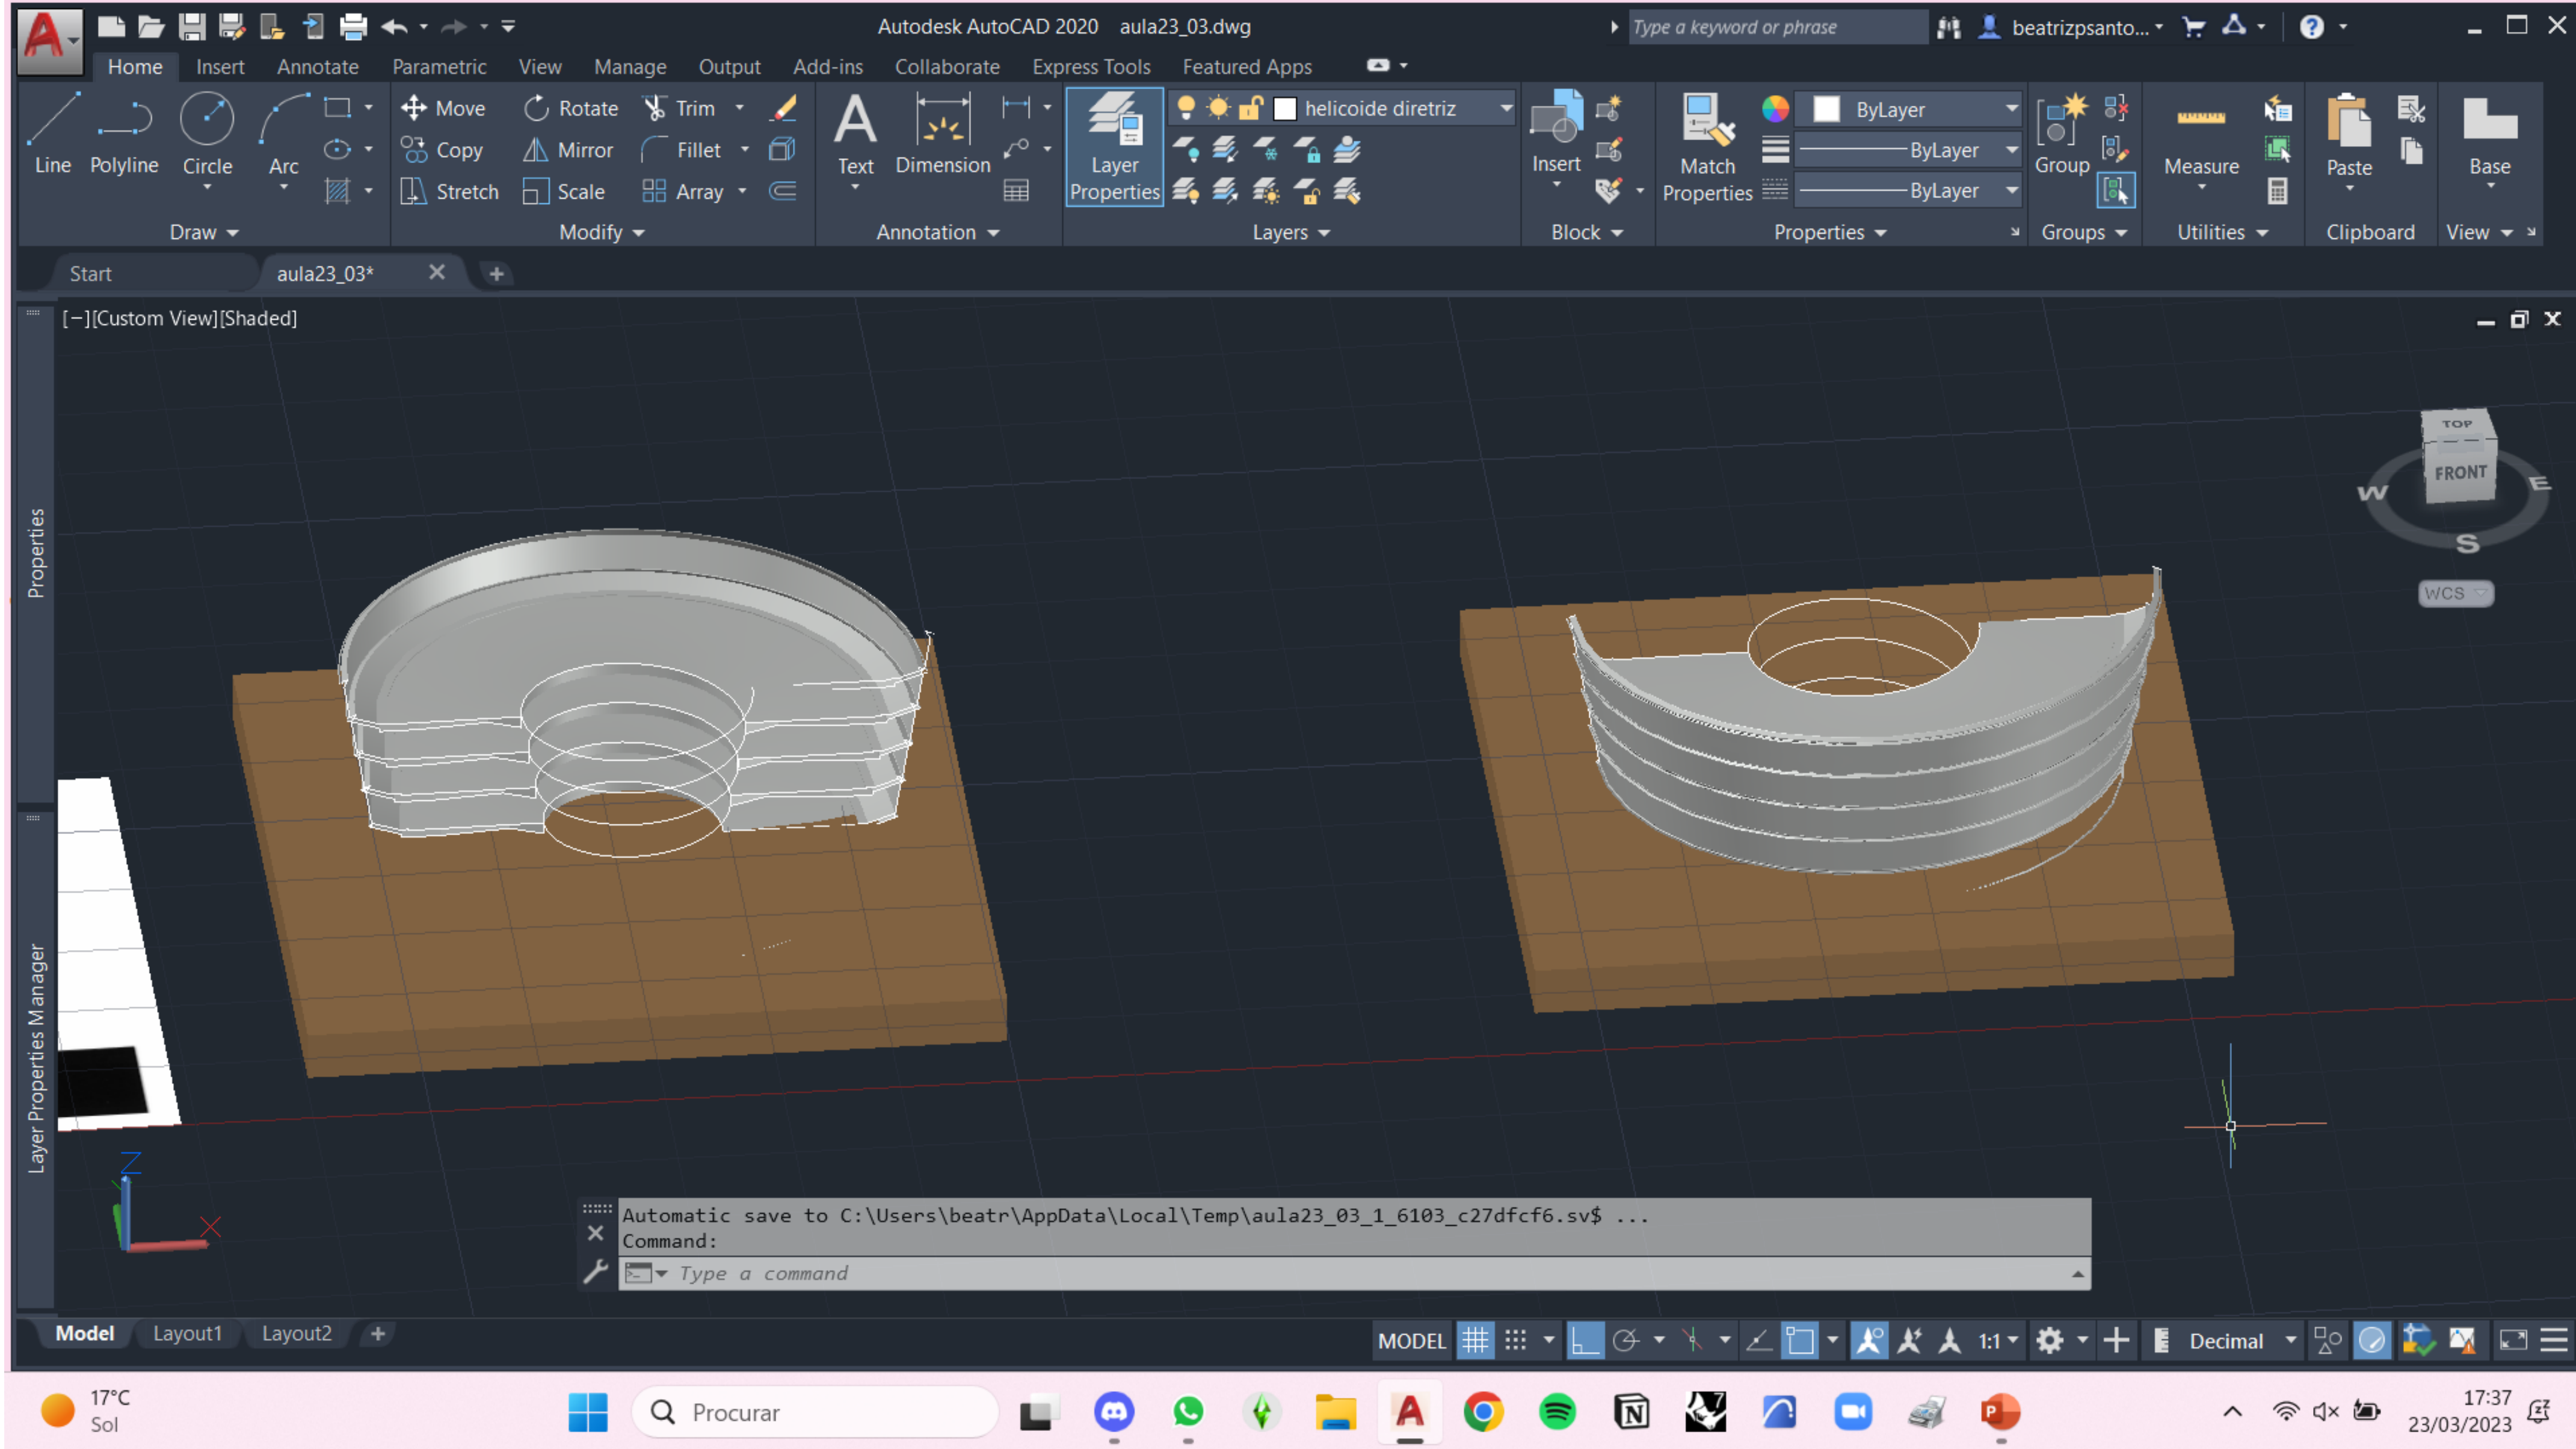 Autodesk AutoCAD 2020 aula23_03.dwg
Type a keyword or phrase
beatrizpsanto...
Home Insert Annotate Parametric View Manage Output Add-ins Collaborate Express Tools Featured Apps
Line Polyline Circle Arc
Move Rotate Trim
Copy Mirror Fillet
Stretch Scale Array
Text Dimension
Layer Properties
helicoide diretriz
Insert
Match Properties
ByLayer
ByLayer
ByLayer
Group
Measure
Paste
Base
Draw Modify Annotation Layers Block Properties Groups Utilities Clipboard View
Start aula23_03*
[−][Custom View][Shaded]
TOP
FRONT
W
E
S
WCS
Properties
Layer Properties Manager
Z
X
Automatic save to C:\Users\beatr\AppData\Local\Temp\aula23_03_1_6103_c27dfcf6.sv$ ...
Command:
Type a command
Model Layout1 Layout2
MODEL 1:1 Decimal
17°C
Sol
Procurar
17:37
23/03/2023